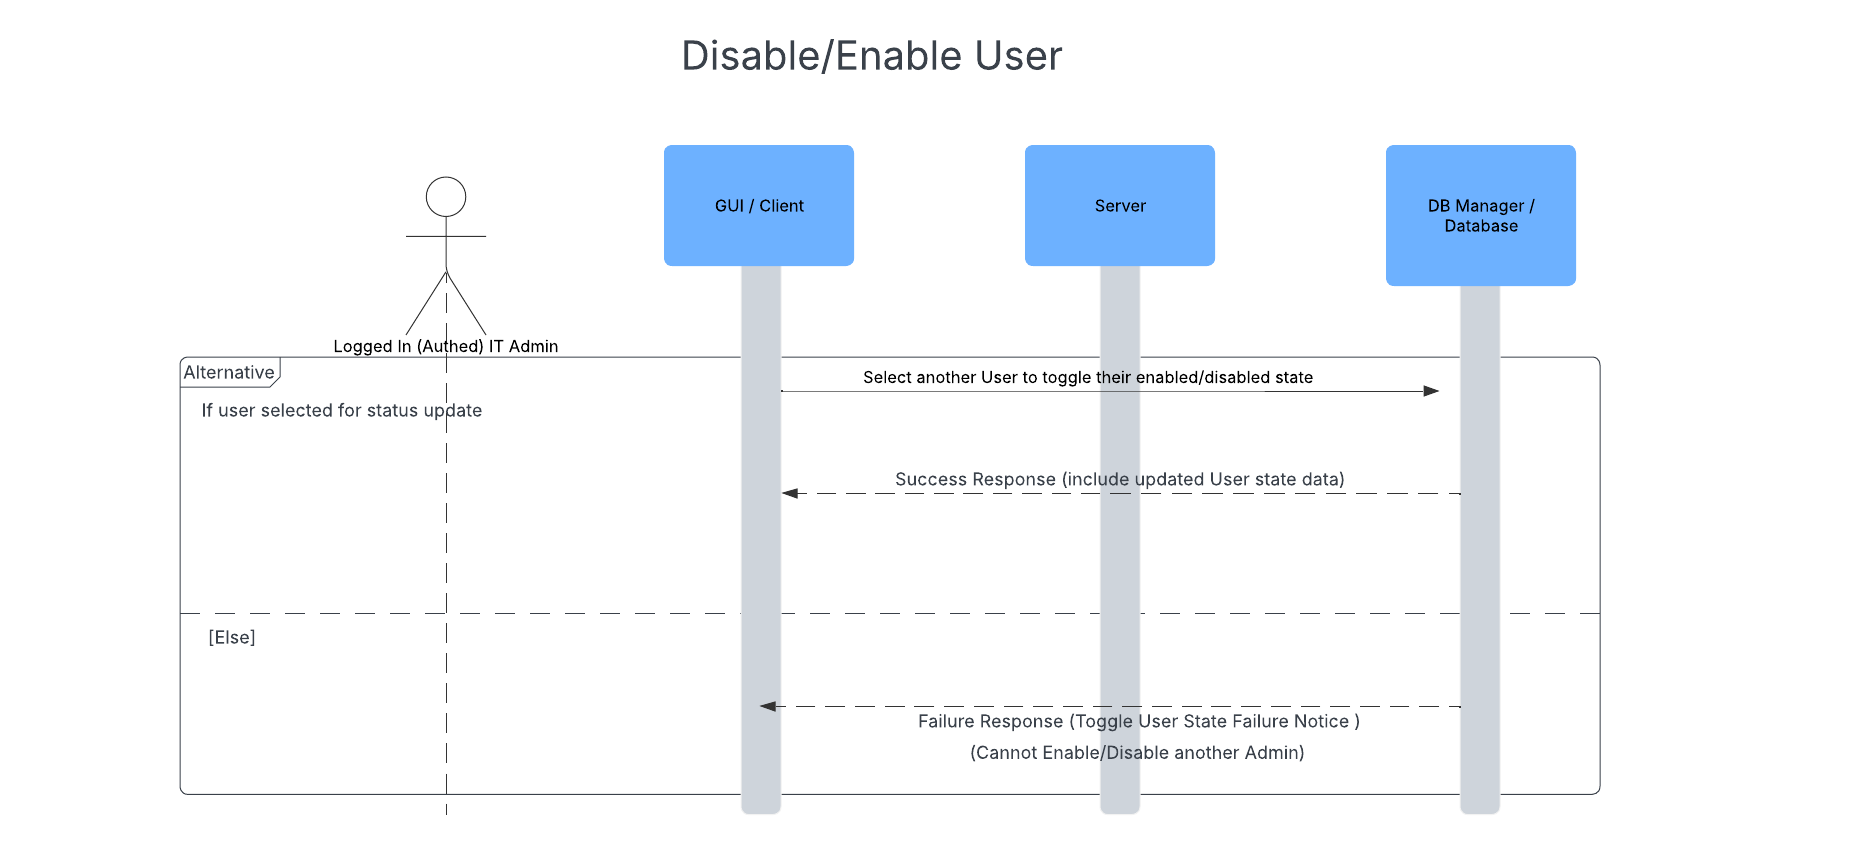 Disable/Enable User
GUI / Client
Server
DB Manager /
Database
Logged In (Authed) IT Admin
Alternative
Select another User to toggle their enabled/disabled state
If user selected for status update
Success Response (include updated User state data)
[Else]
Failure Response (Toggle User State Failure Notice )
(Cannot Enable/Disable another Admin)